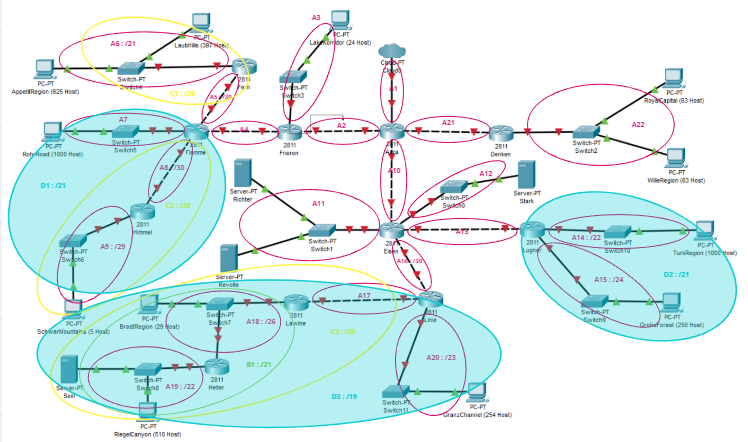 A6 : /21
PC-PT
Laubhills (397 Host)
A3
PC-PT
LakeKorridor (24 Host)
PC-PT
AppetitRegion (625 Host)
Switch-PT
Switch4
2811
Fein
C1 : /20
Switch-PT
Switch3
Cloud-PT
Cloud0
A1
PC-PT
RoyalCapital (63 Host)
A5 : /30
A7
PC-PT
RohrRoad (1000 Host)
Switch-PT
Switch5
2811
Flamme
A4
2811
Frieren
A2
2811
Aura
A21
2811
Denken
Switch-PT
Switch2
A22
PC-PT
WilleRegion (63 Host)
D1 : /21
A8 : /30
Server-PT
Richter
A10
A12
Switch-PT
Switch0
Server-PT
Stark
C2 : /20
2811
Himmel
A11
Switch-PT
Switch1
2811
Eisen
A13
2811
Lugner
A14 : /22
Switch-PT
Switch10
PC-PT
TurkRegion (1000 Host)
Switch-PT
Switch6
A9 : /29
Server-PT
Revolte
A16 : /30
D2 : /21
A15 : /24
Switch-PT
Switch9
PC-PT
GrobeForest (250 Host)
PC-PT
SchwerMountains (5 Host)
PC-PT
BredtRegion (29 Host)
Switch-PT
Switch7
A18 : /26
2811
Lawine
A17
2811
Linie
C3 : /20
B1 : /21
Server-PT
Sein
Switch-PT
Switch8
A19 : /22
2811
Heiter
A20 : /23
D3 : /19
Switch-PT
Switch11
PC-PT
GranzChannel (254 Host)
PC-PT
RiegelCanyon (510 Host)